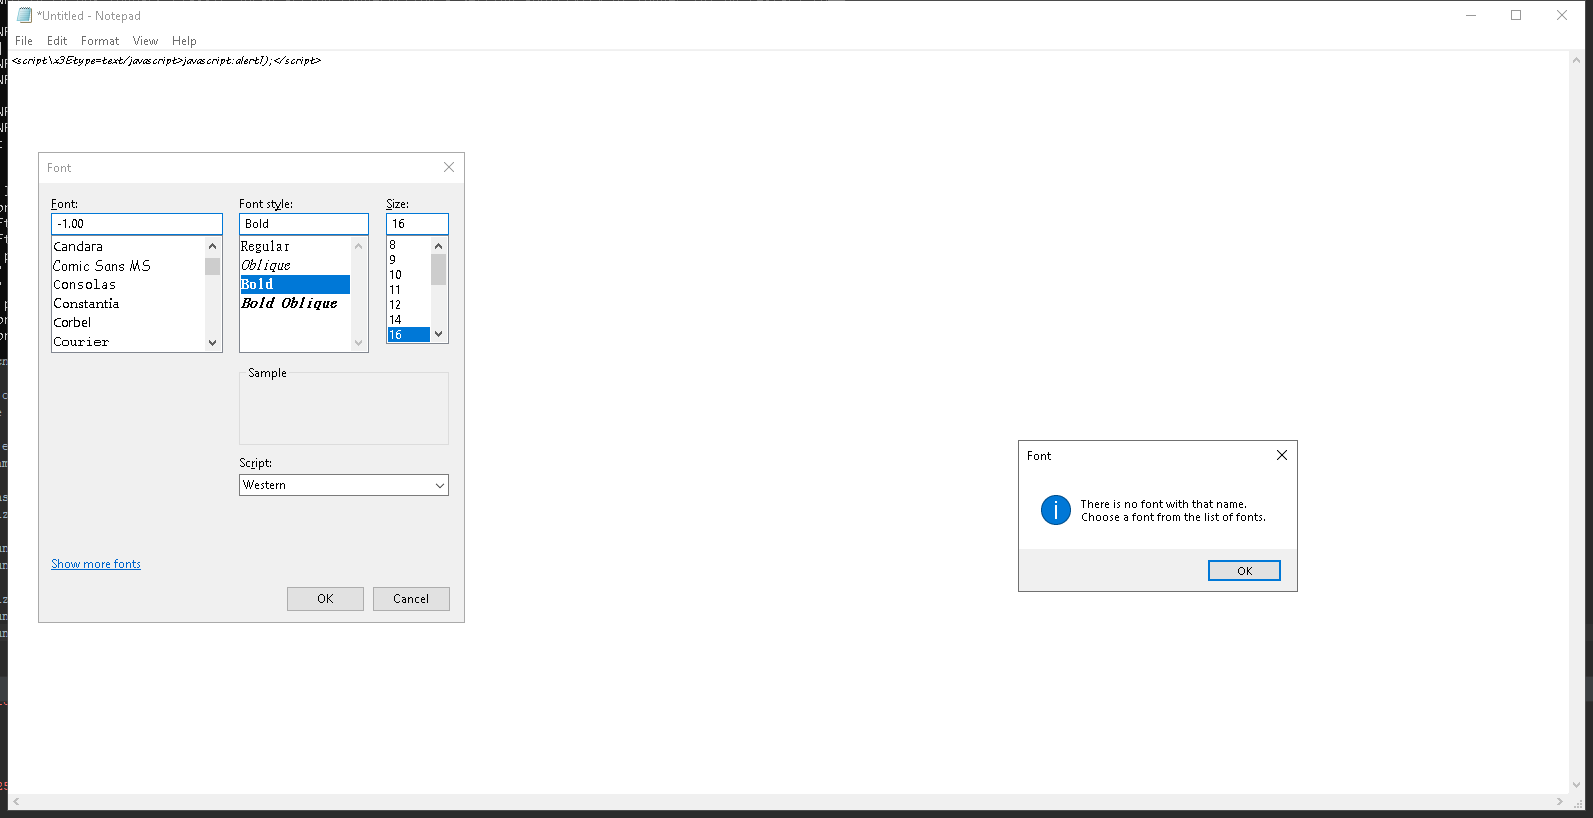 *Untitled - Notepad
File Edit Format View Help
<script\x3Etype=text/javascript>javascript:alert1);</script>
Font
Font: Font style: Size:
-1.00 Bold 16
Candara Regular 8
Comic Sans MS Oblique 9
Consolas Bold 10
Constantia Bold Oblique 11
Corbel 12
Courier 14
16
Sample
Script:
Western
Show more fonts
OK Cancel
Font
There is no font with that name.
Choose a font from the list of fonts.
OK